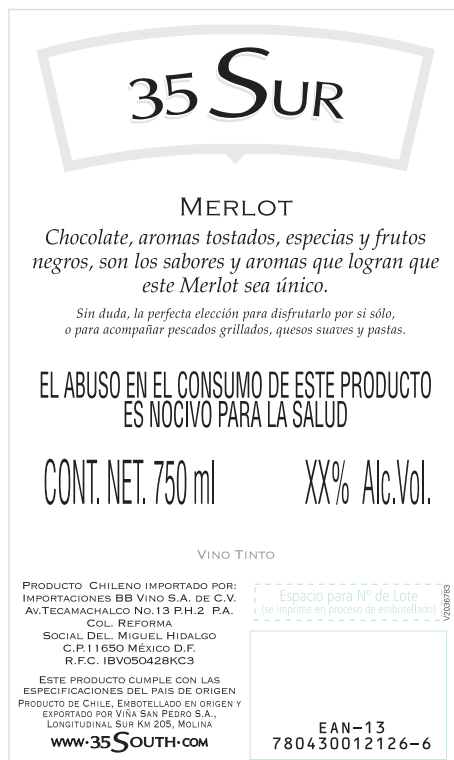 35 SUR
MERLOT
Chocolate, aromas tostados, especias y frutos
negros, son los sabores y aromas que logran que
este Merlot sea único.
Sin duda, la perfecta elección para disfrutarlo por si sólo,
o para acompañar pescados grillados, quesos suaves y pastas.
EL ABUSO EN EL CONSUMO DE ESTE PRODUCTO
ES NOCIVO PARA LA SALUD
CONT. NET. 750 ml XX% Alc.Vol.
VINO TINTO
PRODUCTO CHILENO IMPORTADO POR:
IMPORTACIONES BB VINO S.A. DE C.V.
AV.TECAMACHALCO NO.13 P.H.2 P.A.
COL. REFORMA
SOCIAL DEL. MIGUEL HIDALGO
C.P.11650 MÉXICO D.F.
R.F.C. IBV050428KC3
ESTE PRODUCTO CUMPLE CON LAS
ESPECIFICACIONES DEL PAIS DE ORIGEN
PRODUCTO DE CHILE, EMBOTELLADO EN ORIGEN Y
EXPORTADO POR VIÑA SAN PEDRO S.A.,
LONGITUDINAL SUR KM 205, MOLINA
WWW·35SOUTH·COM
Espacio para Nº de Lote
(se imprime en proceso de embotellado)
V2036783
EAN-13
780430012126-6